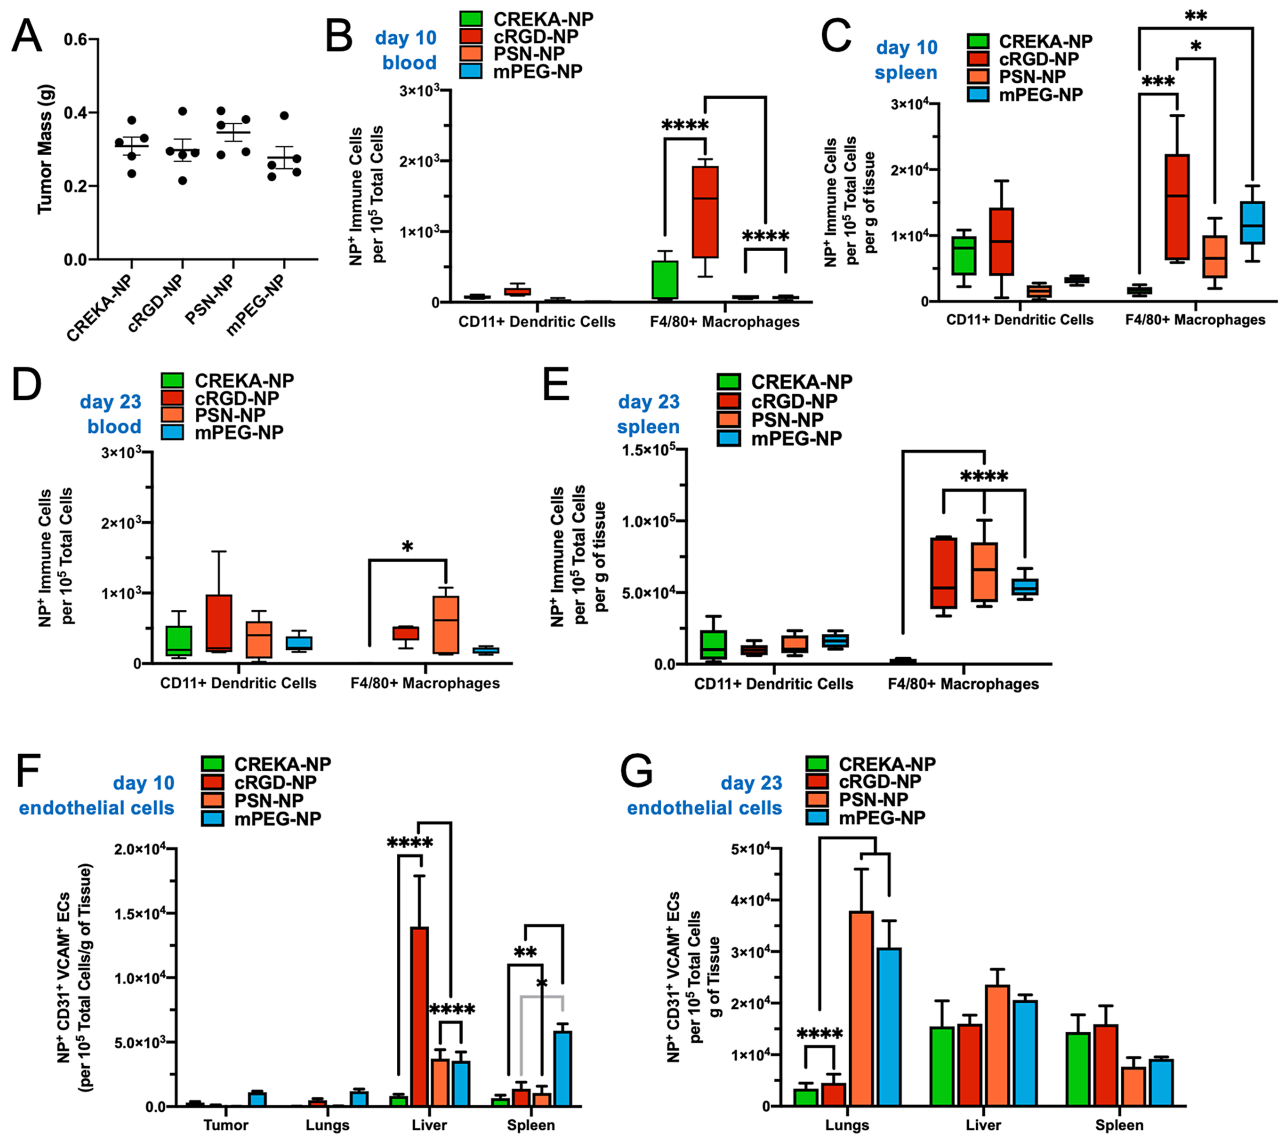 A
Tumor Mass (g)
0.6
0.4
0.2
0.0
CREKA-NP
cRGD-NP
PSN-NP
mPEG-NP
B
day 10
blood
CREKA-NP
cRGD-NP
PSN-NP
mPEG-NP
NP⁺ Immune Cells
per 10⁵ Total Cells
3×10³
2×10³
1×10³
0
****
****
CD11+ Dendritic Cells
F4/80+ Macrophages
C
day 10
spleen
CREKA-NP
cRGD-NP
PSN-NP
mPEG-NP
NP⁺ Immune Cells
per 10⁵ Total Cells
per g of tissue
3×10⁴
2×10⁴
1×10⁴
0
**
*
***
CD11+ Dendritic Cells
F4/80+ Macrophages
D
day 23
blood
CREKA-NP
cRGD-NP
PSN-NP
mPEG-NP
NP⁺ Immune Cells
per 10⁵ Total Cells
3×10³
2×10³
1×10³
0
*
CD11+ Dendritic Cells
F4/80+ Macrophages
E
day 23
spleen
CREKA-NP
cRGD-NP
PSN-NP
mPEG-NP
NP⁺ Immune Cells
per 10⁵ Total Cells
per g of tissue
1.5×10⁵
1.0×10⁵
5.0×10⁴
0.0
****
CD11+ Dendritic Cells
F4/80+ Macrophages
F
day 10
endothelial cells
CREKA-NP
cRGD-NP
PSN-NP
mPEG-NP
NP⁺ CD31⁺ VCAM⁺ ECs
(per 10⁵ Total Cells/g of Tissue)
2.0×10⁴
1.5×10⁴
1.0×10⁴
5.0×10³
0.0
****
****
**
*
Tumor
Lungs
Liver
Spleen
G
day 23
endothelial cells
CREKA-NP
cRGD-NP
PSN-NP
mPEG-NP
NP⁺ CD31⁺ VCAM⁺ ECs
per 10⁵ Total Cells
g of Tissue
5×10⁴
4×10⁴
3×10⁴
2×10⁴
1×10⁴
0
****
Lungs
Liver
Spleen